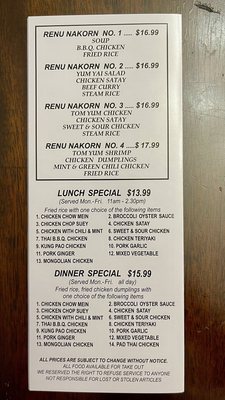 RENU NAKORN NO. 1 .... $16.99
SOUP
B.B.Q. CHICKEN
FRIED RICE
RENU NAKORN NO. 2 .... $16.99
YUM YAI SALAD
CHICKEN SATAY
BEEF CURRY
STEAM RICE
RENU NAKORN NO. 3 .... $16.99
TOM YUM CHICKEN
CHICKEN SATAY
SWEET & SOUR CHICKEN
STEAM RICE
RENU NAKORN NO. 4 .... $ 17.99
TOM YUM SHRIMP
CHICKEN DUMPLINGS
MINT & GREEN CHILI CHICKEN
FRIED RICE
LUNCH SPECIAL $13.99
(Served Mon.-Fri. 11am - 2.30pm)
Fried rice with one choice of the following items
1. CHICKEN CHOW MEIN 2. BROCCOLI OYSTER SAUCE
3. CHICKEN CHOP SUEY 4. CHICKEN SATAY
5. CHICKEN WITH CHILI & MINT 6. SWEET & SOUR CHICKEN
7. THAI B.B.Q. CHICKEN 8. CHICKEN TERIYAKI
9. KUNG PAO CHICKEN 10. PORK GARLIC
11. PORK GINGER 12. MIXED VEGETABLE
13. MONGOLIAN CHICKEN
DINNER SPECIAL $15.99
(Served Mon.-Fri. all day)
Fried rice, fried chicken dumplings with
one choice of the following items
1. CHICKEN CHOW MEIN 2. BROCCOLI OYSTER SAUCE
3. CHICKEN CHOP SUEY 4. CHICKEN SATAY
5. CHICKEN WITH CHILI & MINT 6. SWEET & SOUR CHICKEN
7. THAI B.B.Q. CHICKEN 8. CHICKEN TERIYAKI
9. KUNG PAO CHICKEN 10. PORK GARLIC
11. PORK GINGER 12. MIXED VEGETABLE
13. MONGOLIAN CHICKEN 14. PAD THAI CHICKEN
ALL PRICES ARE SUBJECT TO CHANGE WITHOUT NOTICE.
ALL FOOD AVAILABLE FOR TAKE OUT
WE RESERVED THE RIGHT TO REFUSE SERVICE TO ANYONE
NOT RESPONSIBLE FOR LOST OR STOLEN ARTICLES